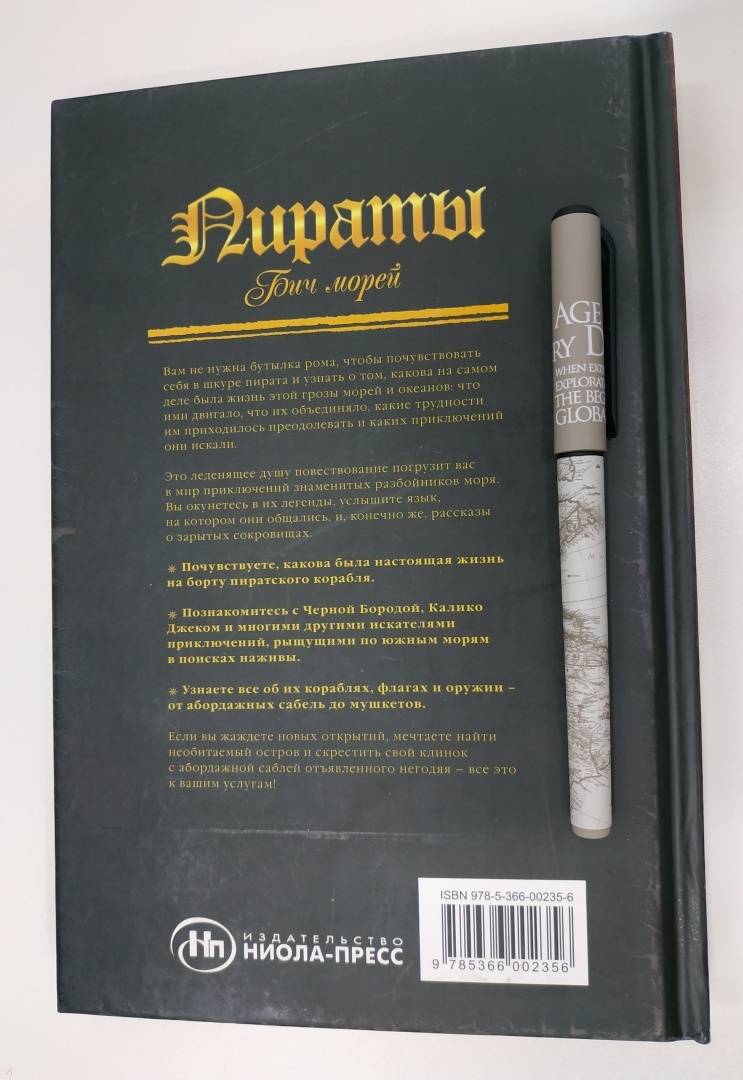 Пираты
Бич морей
Вам не нужна бутылка рома, чтобы почувствовать
себя в шкуре пирата и узнать о том, какова на самом
деле была жизнь этой грозы морей и океанов: что
ими двигало, что их объединяло, какие трудности
им приходилось преодолевать и каких приключений
они искали.
Это леденящее душу повествование погрузит вас
в мир приключений знаменитых разбойников моря.
Вы окунетесь в их легенды, услышите язык,
на котором они общались, и, конечно же, рассказы
о зарытых сокровищах.
✷ Почувствуете, какова была настоящая жизнь
на борту пиратского корабля.
✷ Познакомитесь с Черной Бородой, Калико
Джеком и многими другими искателями
приключений, рыщущими по южным морям
в поисках наживы.
✷ Узнаете все об их кораблях, флагах и оружии –
от абордажных сабель до мушкетов.
Если вы жаждете новых открытий, мечтаете найти
необитаемый остров и скрестить свой клинок
с абордажной саблей отъявленного негодяя – все это
к вашим услугам!
Нп
ИЗДАТЕЛЬСТВО
НИОЛА-ПРЕСС
ISBN 978-5-366-00235-6
9 785366 002356
AGE
RY D
WHEN EXTE
EXPLORAT
THE BEG
GLOBA